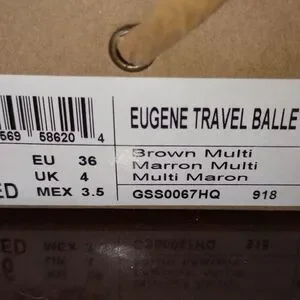 569 58620 4
EUGENE TRAVEL BALLE
EU 36
UK 4
ED MEX 3.5
Brown Multi
Marron Multi
Multi Maron
GSS0067HQ 918